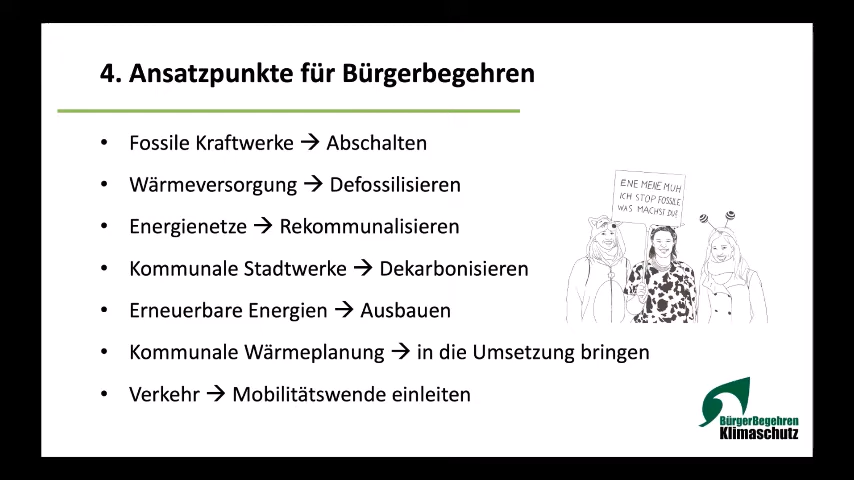 4. Ansatzpunkte für Bürgerbegehren
• Fossile Kraftwerke → Abschalten
• Wärmeversorgung → Defossilisieren
• Energienetze → Rekommunalisieren
• Kommunale Stadtwerke → Dekarbonisieren
• Erneuerbare Energien → Ausbauen
• Kommunale Wärmeplanung → in die Umsetzung bringen
• Verkehr → Mobilitätswende einleiten
ENE MENE MUH
ICH STOP FOSSILE
WAS MACHST DU?
BürgerBegehren
Klimaschutz